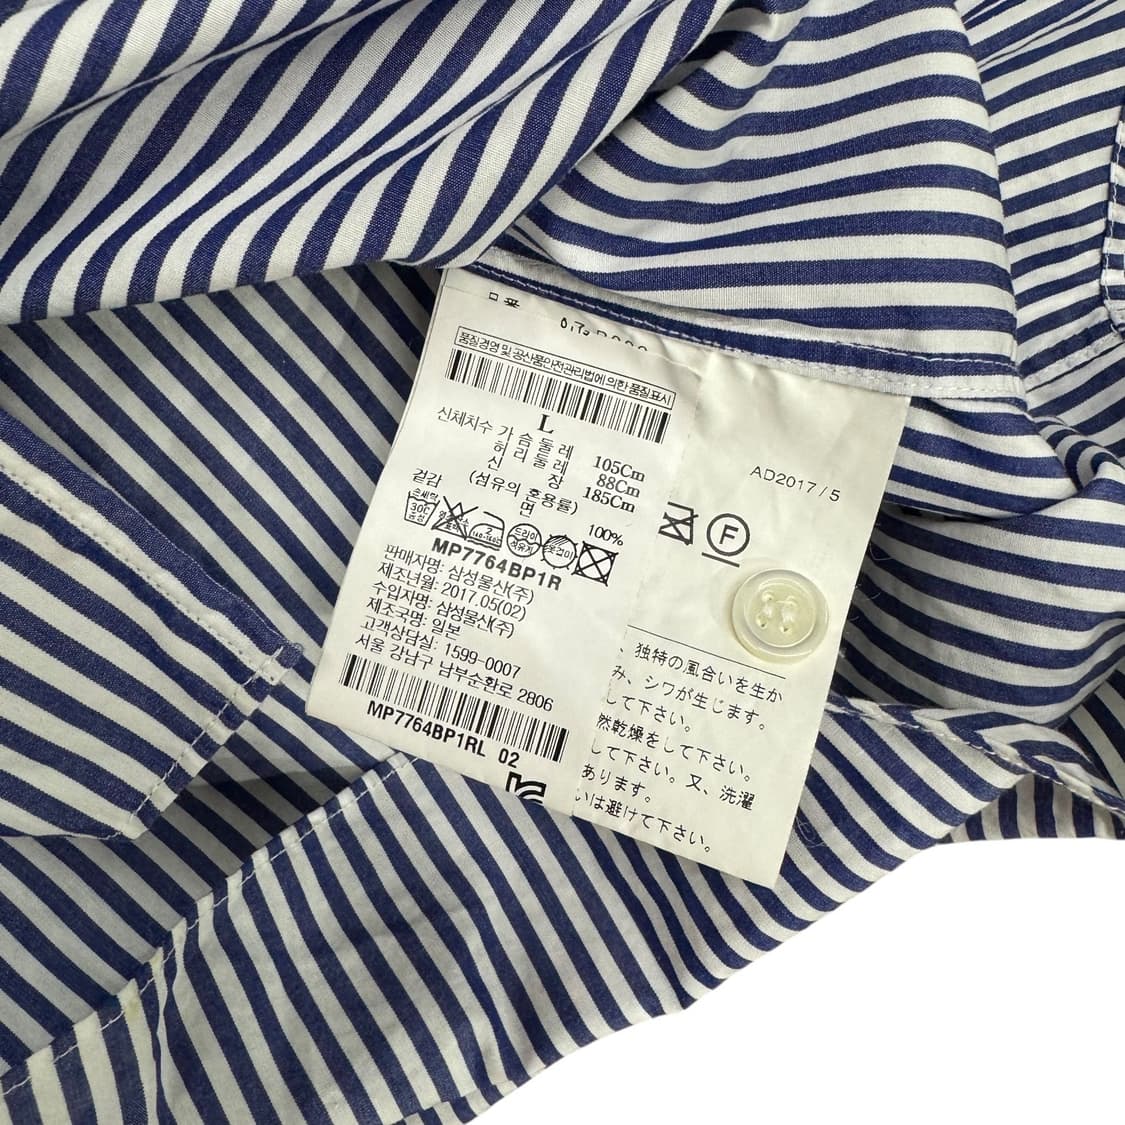 品番
품질경영 및 공산품안전관리법에 의한 품질표시
L
신체치수 가 슴 둘 레 105Cm
허 리 둘 레 88Cm
신 장 185Cm
겉감 (섬유의 혼용률)
면 100%
30C
MP7764BP1R
판매자명: 삼성물산(주)
제조년월: 2017.05(02)
수입자명: 삼성물산(주)
제조국명: 일본
고객상담실: 1599-0007
서울 강남구 남부순환로 2806
MP7764BP1RL 02
AD2017/5
F
、独特の風合いを生か
み、シワが生じます。
して下さい。
然乾燥をして下さい。
して下さい。又、洗濯
あります。
いは避けて下さい。